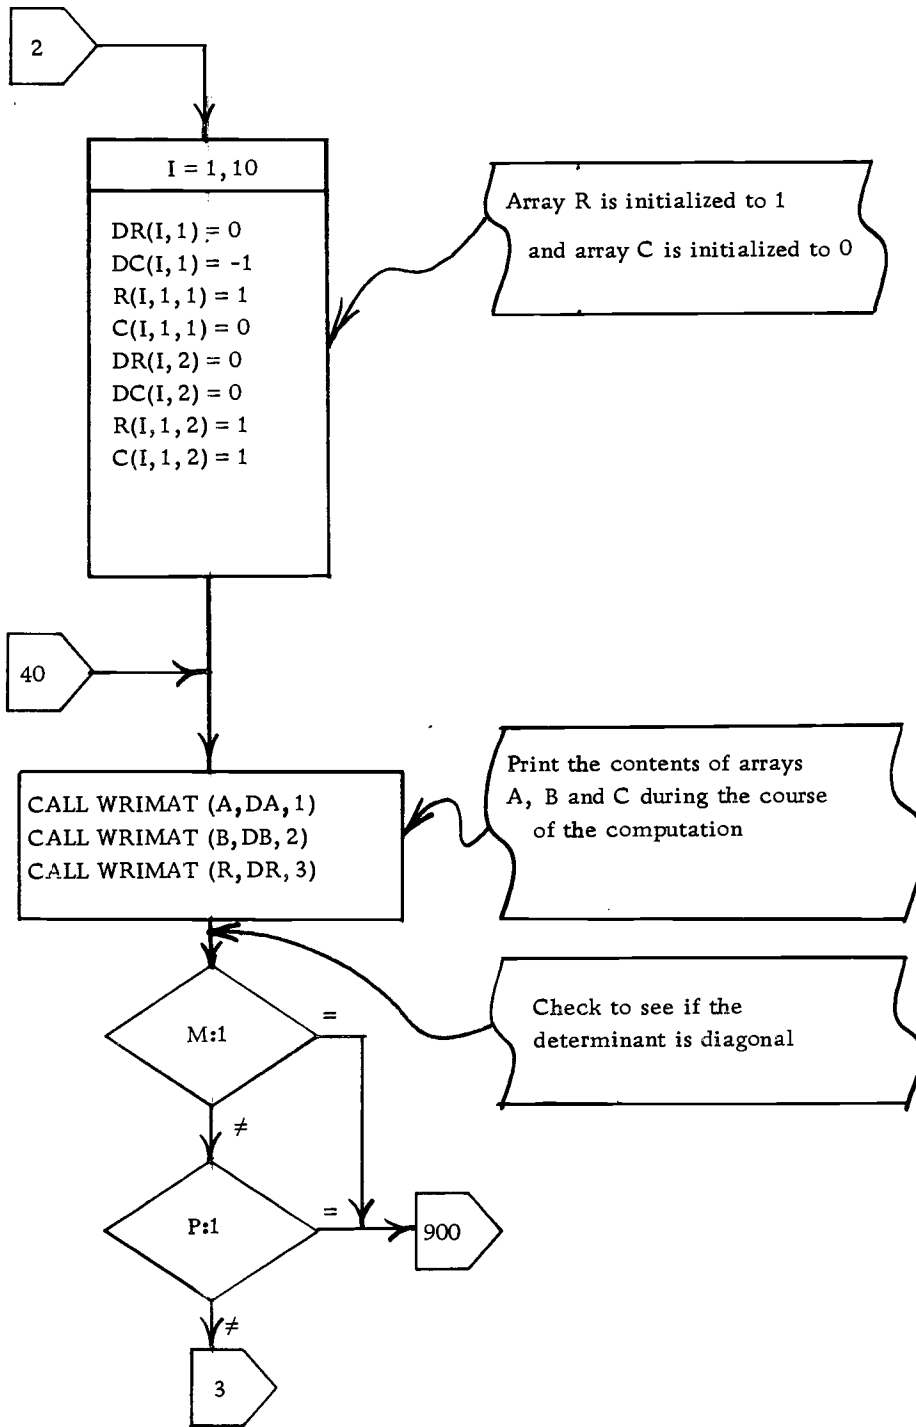 2
I = 1, 10
DR(I, 1) = 0
DC(I, 1) = -1
R(I, 1, 1) = 1
C(I, 1, 1) = 0
DR(I, 2) = 0
DC(I, 2) = 0
R(I, 1, 2) = 1
C(I, 1, 2) = 1
Array R is initialized to 1
and array C is initialized to 0
40
CALL WRIMAT (A, DA, 1)
CALL WRIMAT (B, DB, 2)
CALL WRIMAT (R, DR, 3)
Print the contents of arrays
A, B and C during the course
of the computation
Check to see if the
determinant is diagonal
M:1
=
≠
P:1
=
900
≠
3